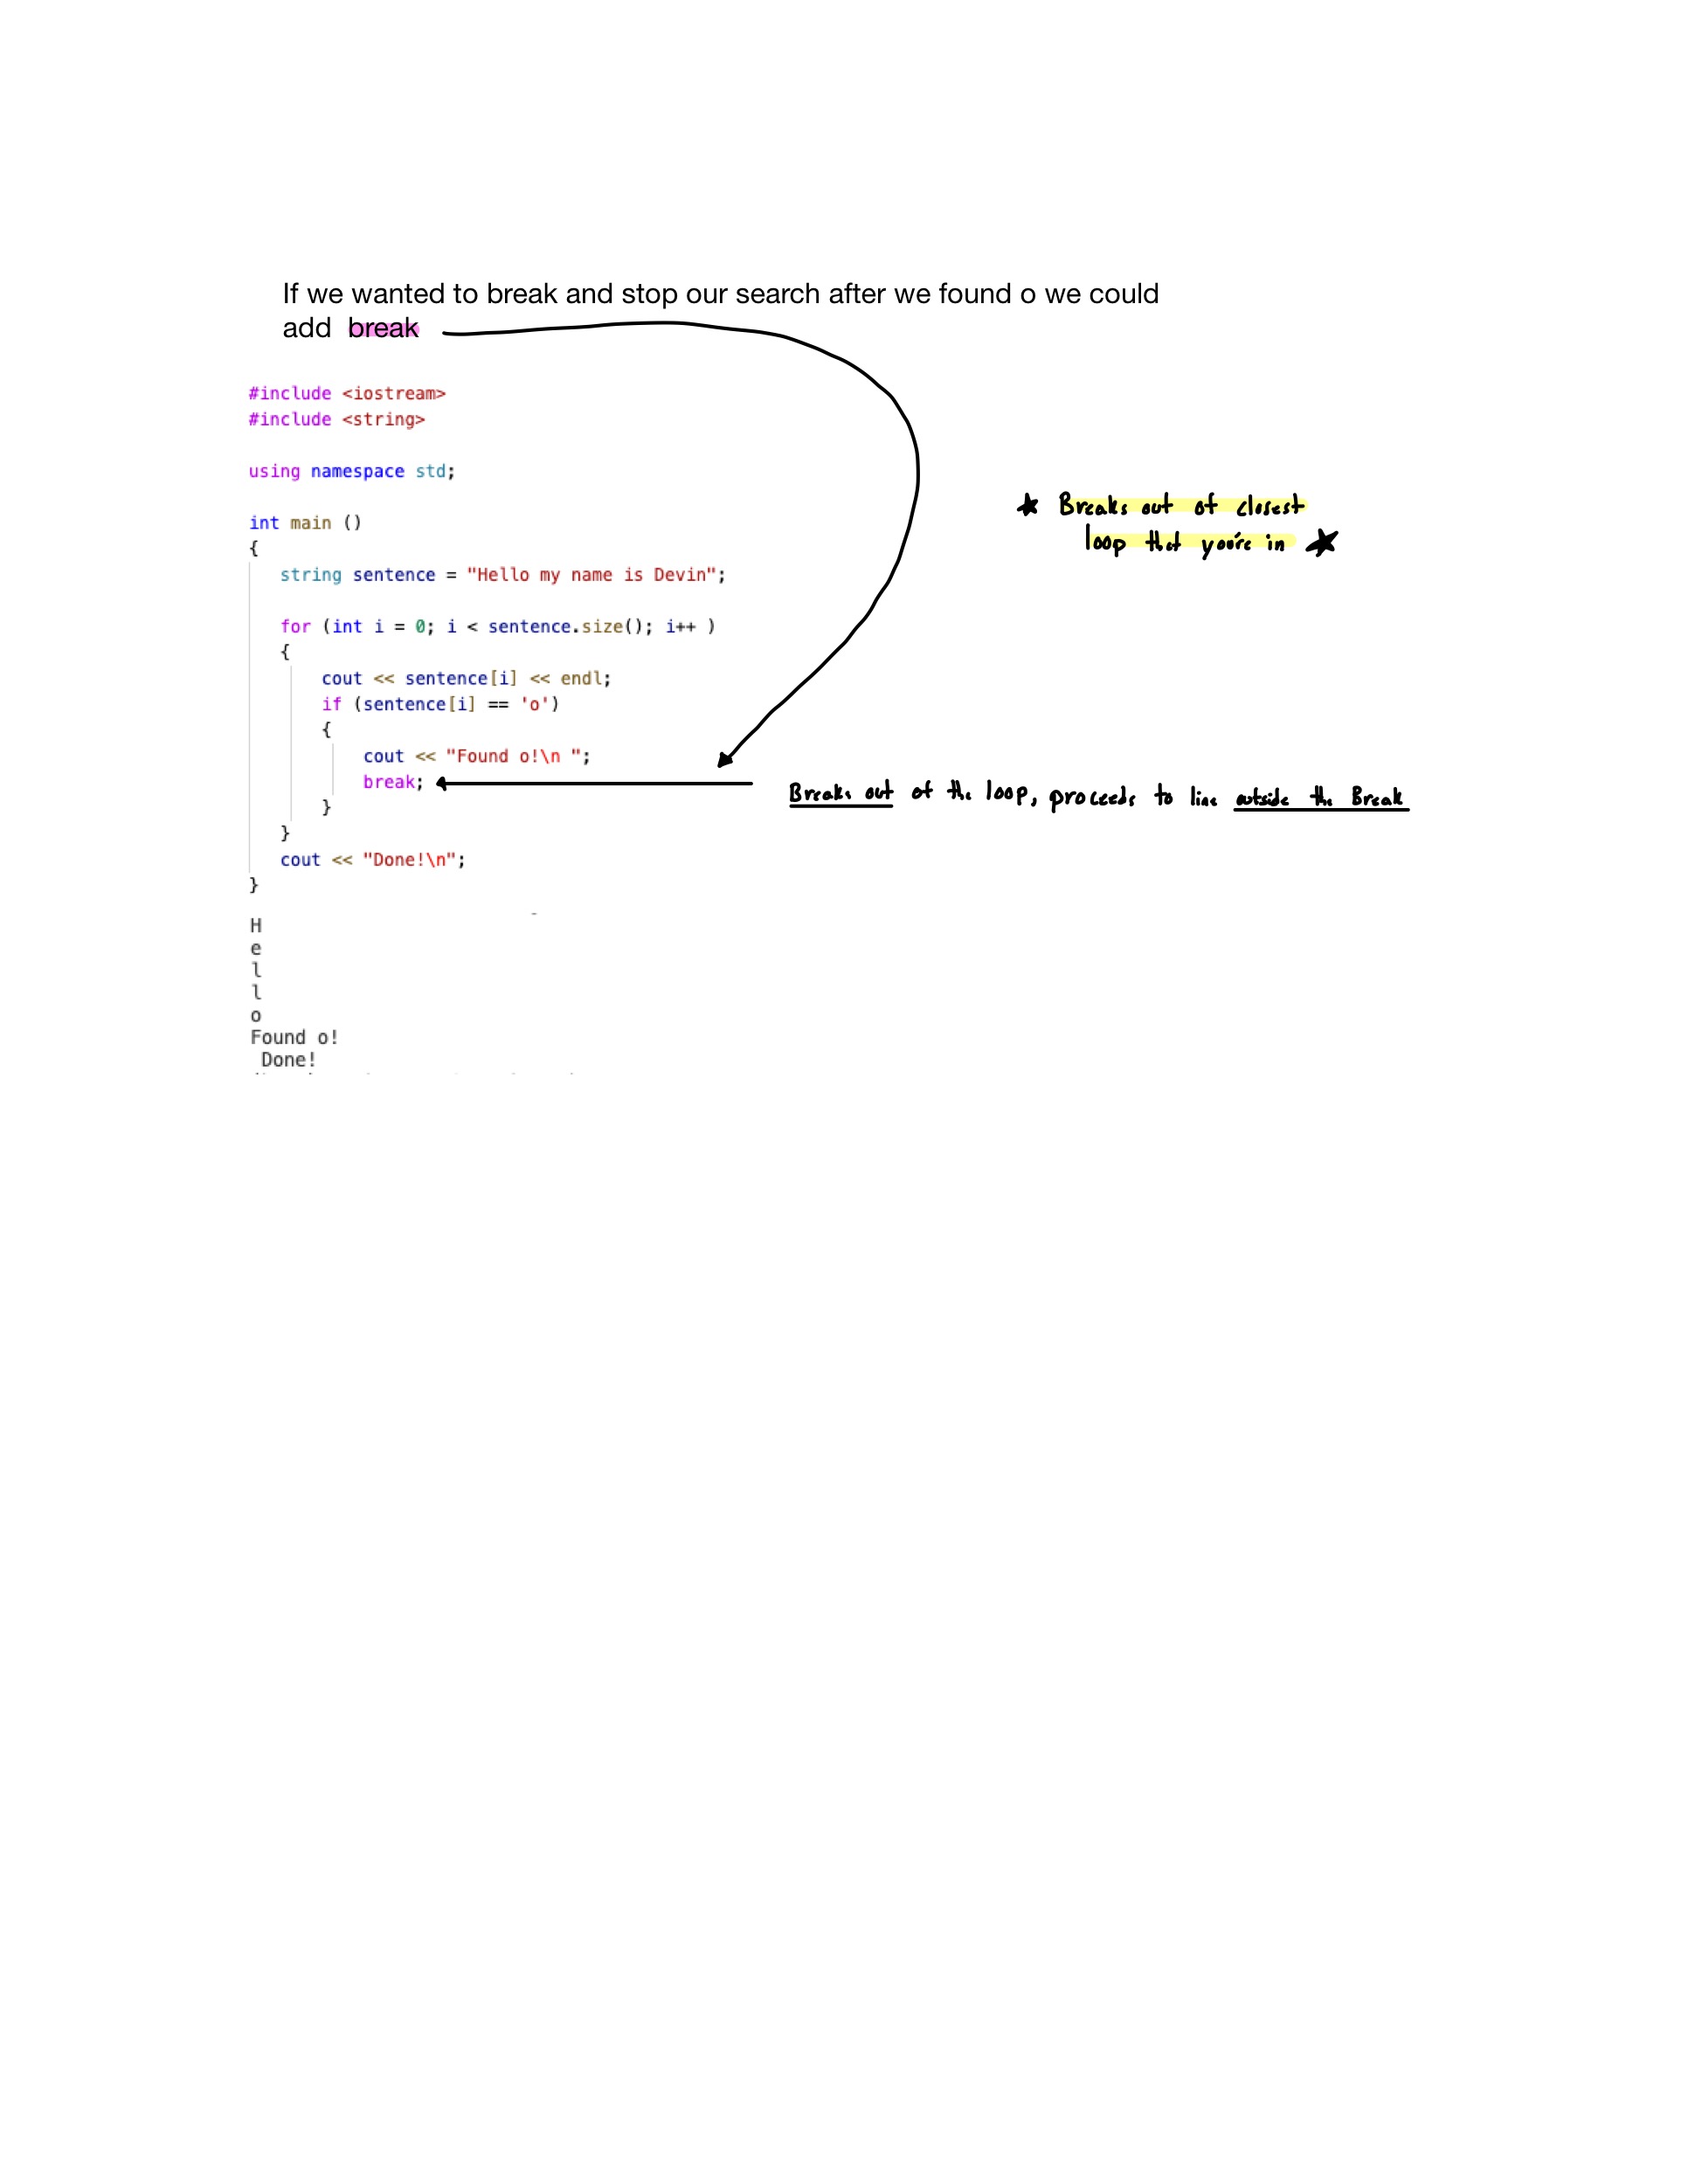 If we wanted to break and stop our search after we found o we could
add break
#include <iostream>
#include <string>
using namespace std;
★ Breaks out of closest
loop that you're in ★
int main ()
{
string sentence = "Hello my name is Devin";
for (int i = 0; i < sentence.size(); i++ )
{
cout << sentence[i] << endl;
if (sentence[i] == 'o')
{
cout << "Found o!\n ";
break;
Breaks out of the loop, proceeds to line outside the Break
}
}
cout << "Done!\n";
}
H
e
l
l
o
Found o!
Done!